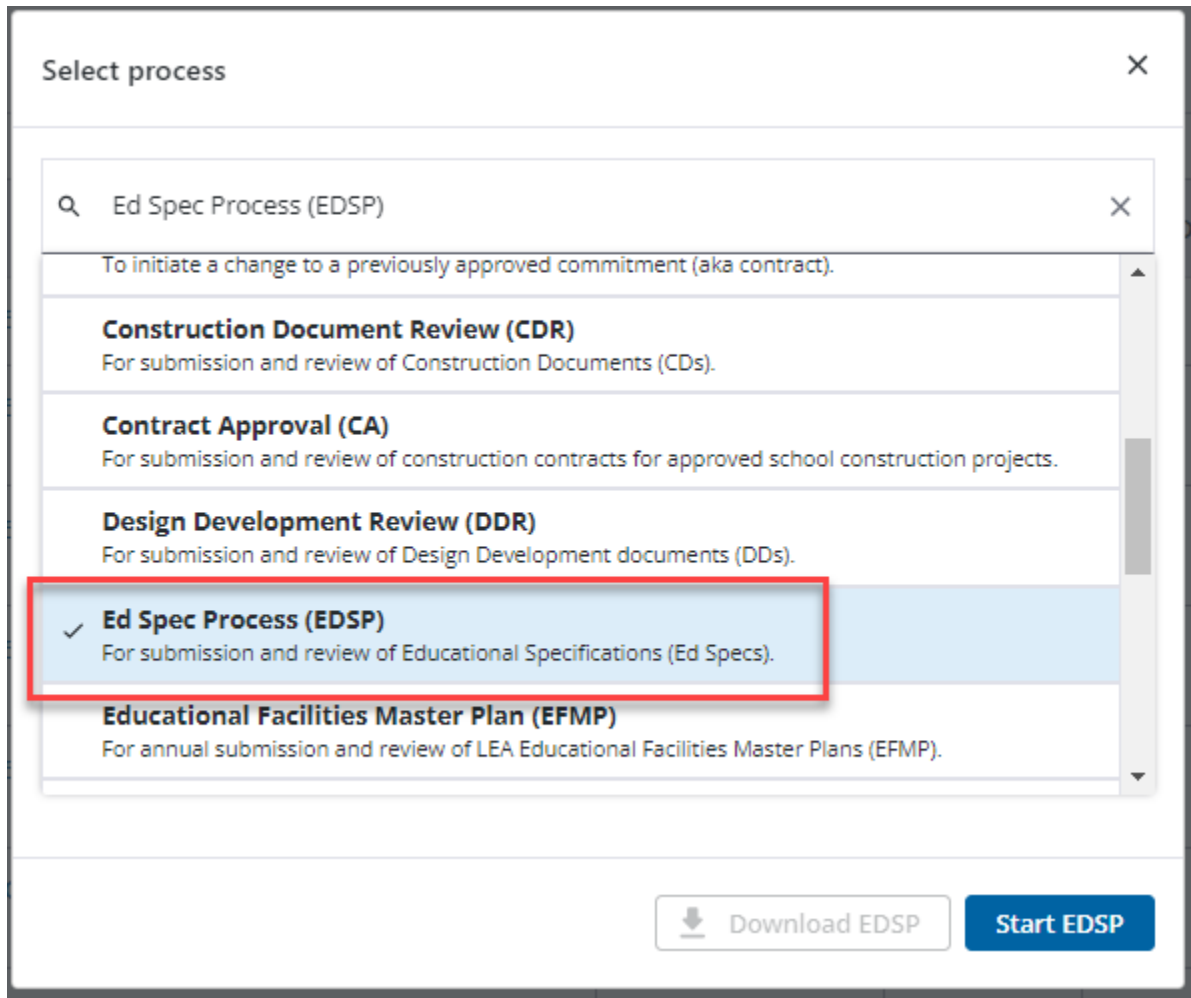 Select process
Ed Spec Process (EDSP)
To initiate a change to a previously approved commitment (aka contract).
Construction Document Review (CDR)
For submission and review of Construction Documents (CDs).
Contract Approval (CA)
For submission and review of construction contracts for approved school construction projects.
Design Development Review (DDR)
For submission and review of Design Development documents (DDs).
Ed Spec Process (EDSP)
For submission and review of Educational Specifications (Ed Specs).
Educational Facilities Master Plan (EFMP)
For annual submission and review of LEA Educational Facilities Master Plans (EFMP).
Download EDSP
Start EDSP